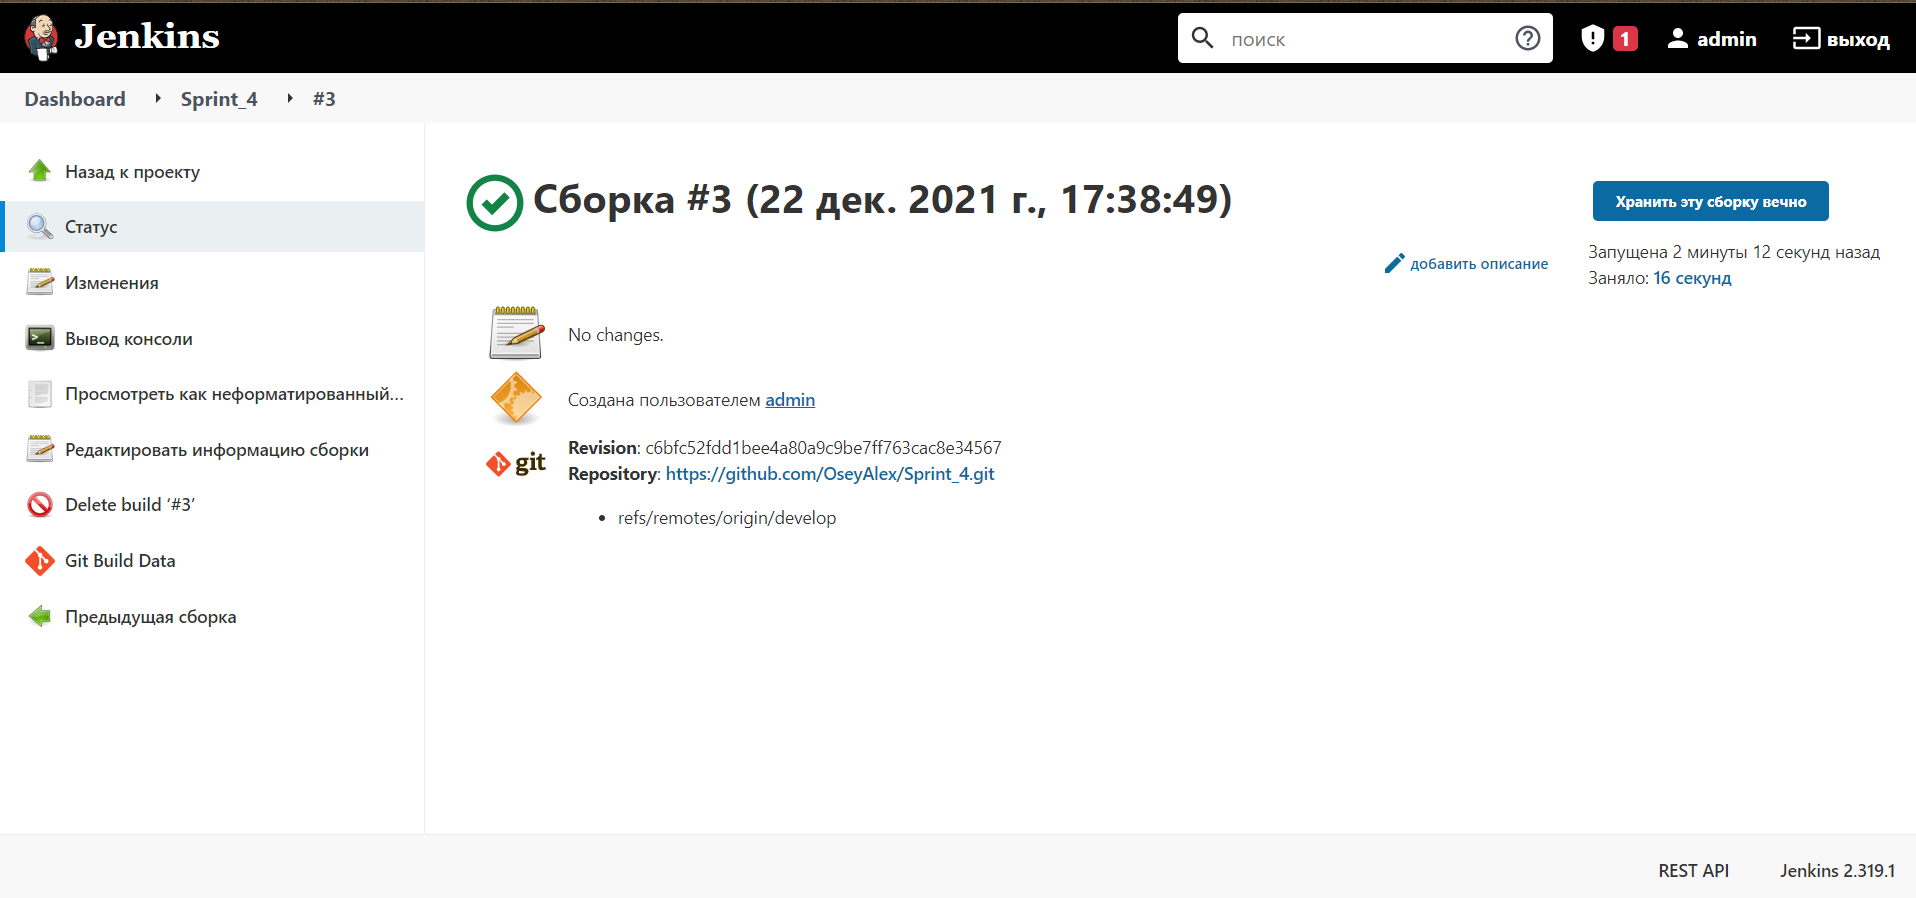 Jenkins
поиск
1
admin
выход
Dashboard
Sprint_4
#3
Назад к проекту
Статус
Изменения
Вывод консоли
Просмотреть как неформатированный...
Редактировать информацию сборки
Delete build ‘#3’
Git Build Data
Предыдущая сборка
Сборка #3 (22 дек. 2021 г., 17:38:49)
Хранить эту сборку вечно
добавить описание
Запущена 2 минуты 12 секунд назад
Заняло: 16 секунд
No changes.
Создана пользователем admin
git
Revision: c6bfc52fdd1bee4a80a9c9be7ff763cac8e34567
Repository: https://github.com/OseyAlex/Sprint_4.git
• refs/remotes/origin/develop
REST API
Jenkins 2.319.1